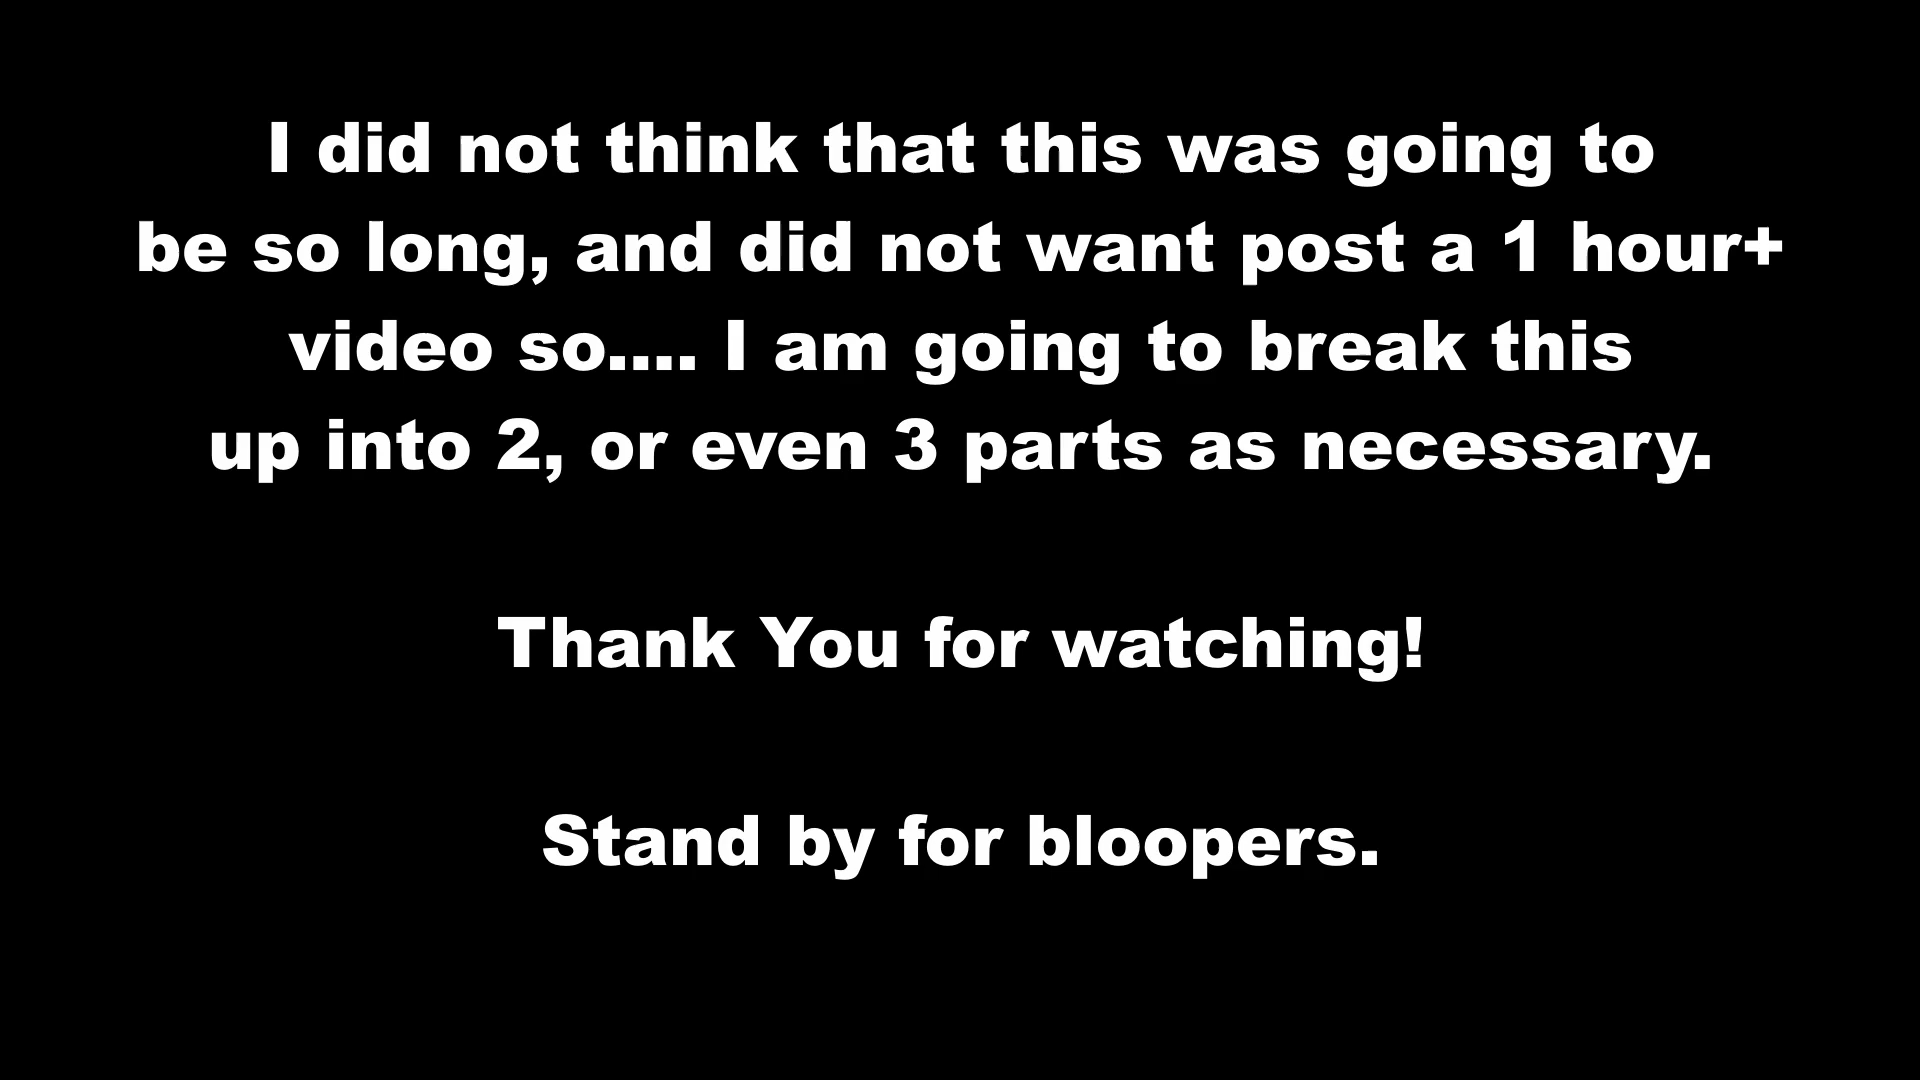 I did not think that this was going to
be so long, and did not want post a 1 hour+
video so.... I am going to break this
up into 2, or even 3 parts as necessary.
Thank You for watching!
Stand by for bloopers.